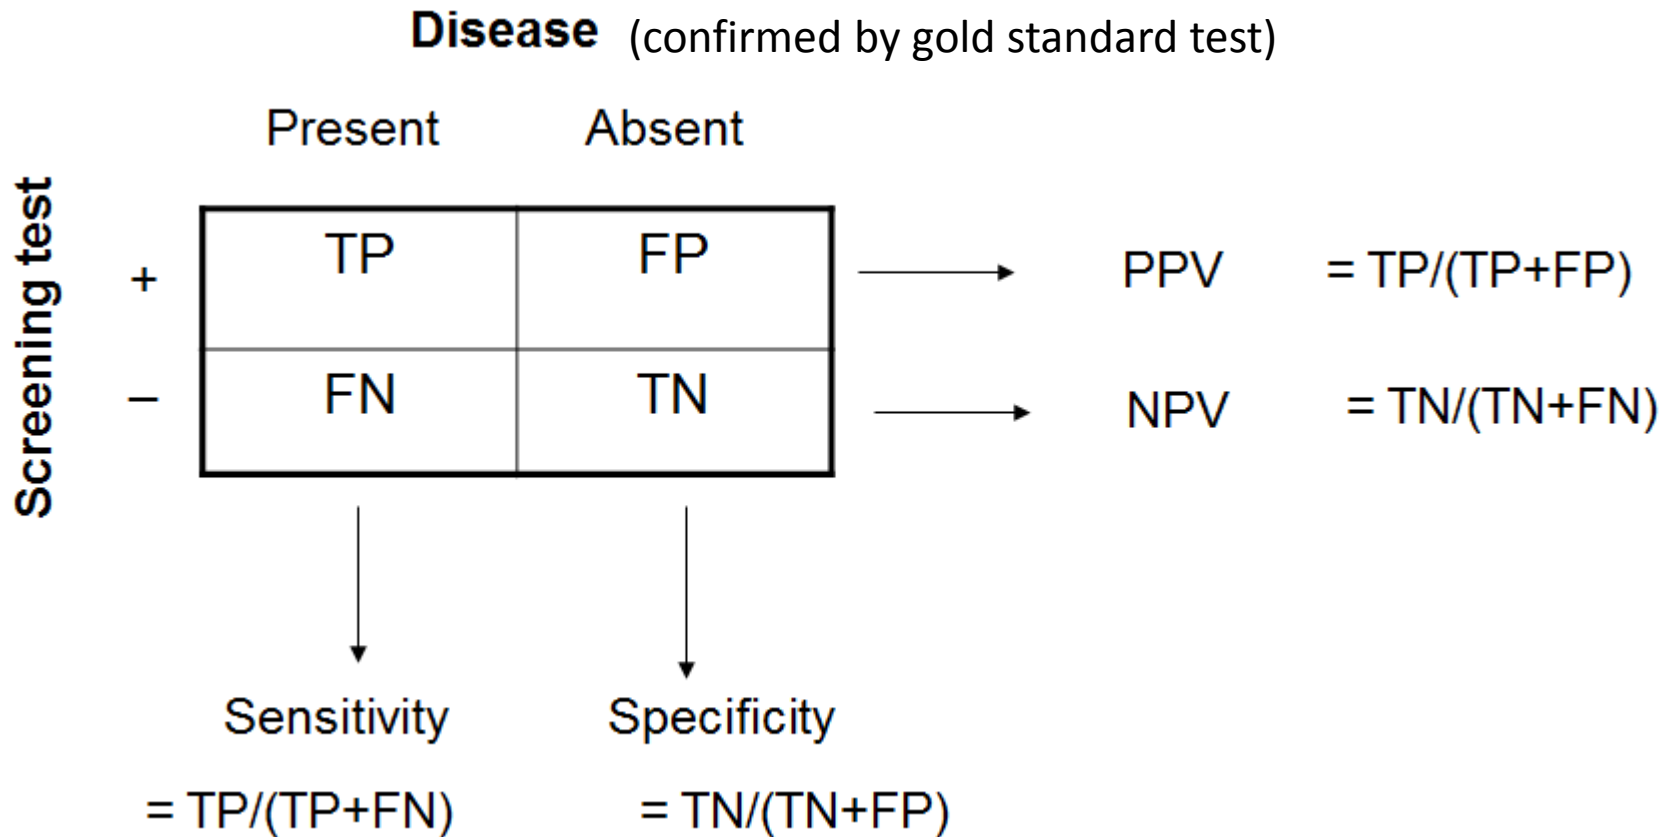 Disease (confirmed by gold standard test)
Present Absent
Screening test
+ TP FP PPV = TP/(TP+FP)
– FN TN NPV = TN/(TN+FN)
Sensitivity Specificity
= TP/(TP+FN) = TN/(TN+FP)